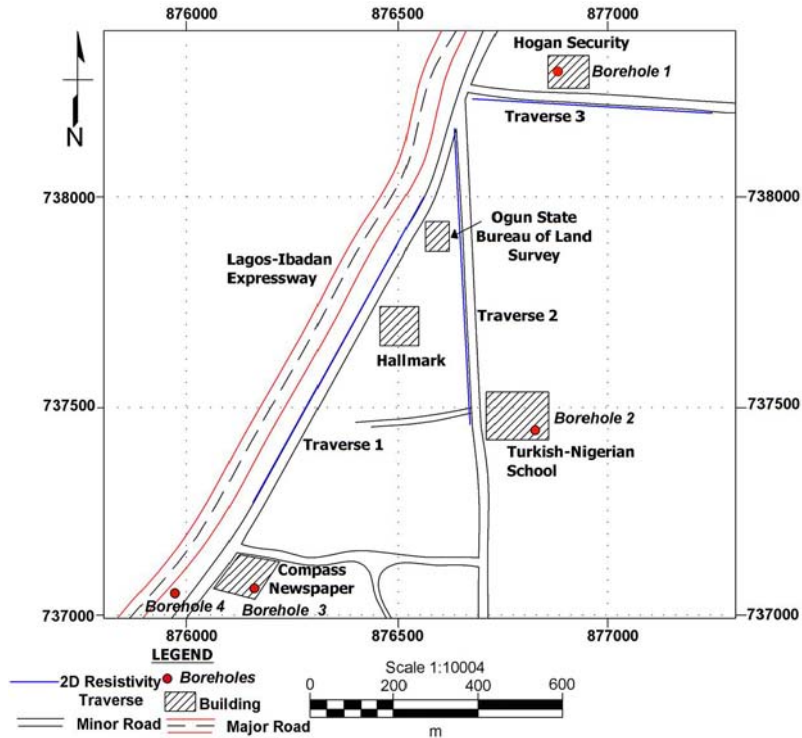 876000 876500 877000
Hogan Security
Borehole 1
Traverse 3
N
738000 738000
Ogun State
Bureau of Land
Survey
Lagos-Ibadan
Expressway
Traverse 2
Hallmark
737500 737500
Borehole 2
Traverse 1
Turkish-Nigerian
School
Compass
Newspaper
Borehole 4 Borehole 3
737000 737000
876000 876500 877000
LEGEND
2D Resistivity Boreholes
Traverse Building
Minor Road Major Road
Scale 1:10004
0 200 400 600
m